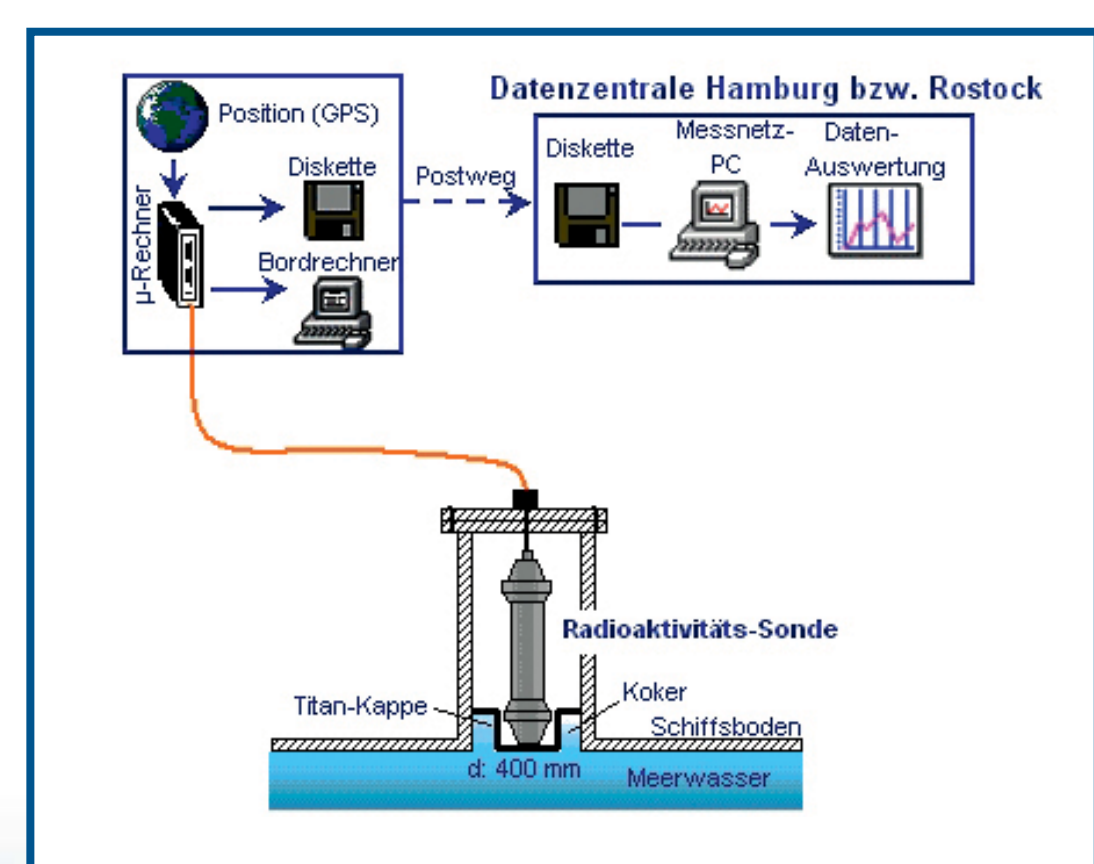 Datenzentrale Hamburg bzw. Rostock
Position (GPS)
µ-Rechner
Diskette
Bordrechner
Postweg
Diskette
Messnetz-
PC
Daten-
Auswertung
Radioaktivitäts-Sonde
Titan-Kappe
Koker
Schiffsboden
d: 400 mm
Meerwasser